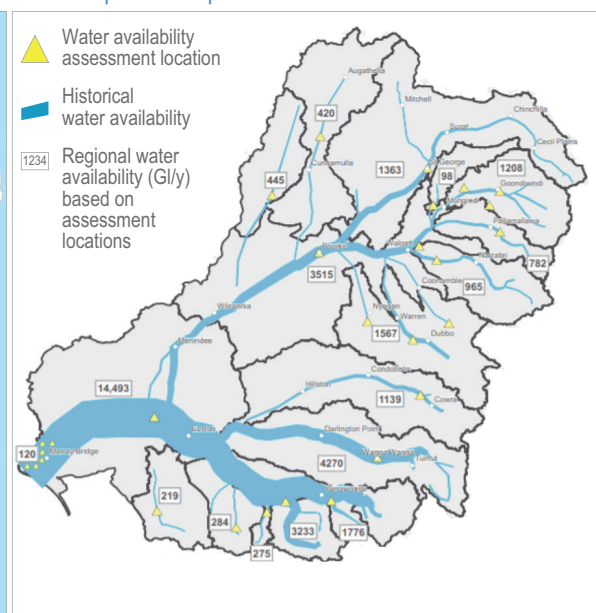 Water availability
assessment location
Historical
water availability
1234
Regional water
availability (Gl/y)
based on
assessment
locations
Augathella
Mitchell
420
Chinchilla
Surat
Cecil Plains
Cunnamulla
1363
George
98
1208
445
Goondiwindi
Mungindi
Pallamallawa
Bourke
Walgett
782
3515
Narrabri
965
Coonamble
Wilcannia
Nyngan
Warren
1567
Dubbo
Menindee
Condobolin
14,493
Hillston
1139
Cowra
Euston
Darlington Point
120
Murray Bridge
Wagga Wagga
4270
Tumut
219
284
275
3233
1776